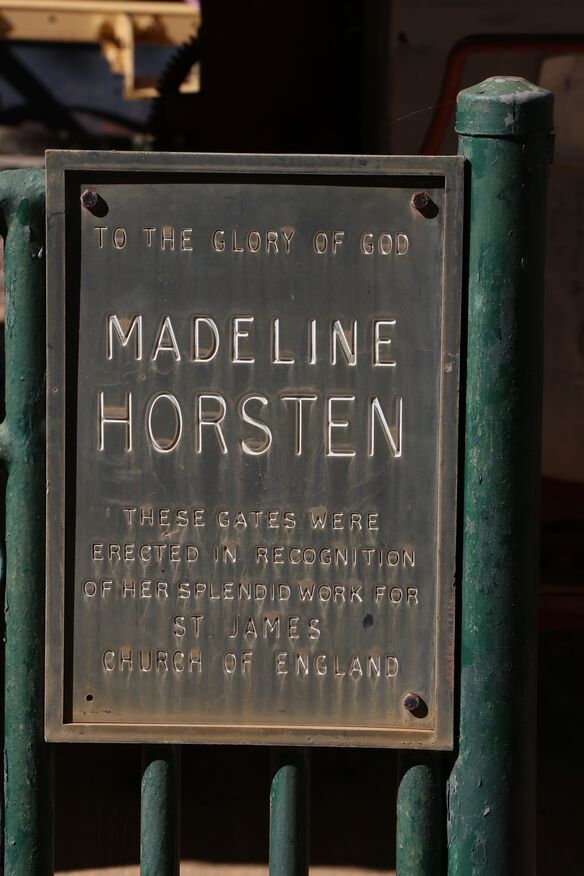 TO THE GLORY OF GOD
MADELINE
HORSTEN
THESE GATES WERE
ERECTED IN RECOGNITION
OF HER SPLENDID WORK FOR
ST. JAMES
CHURCH OF ENGLAND